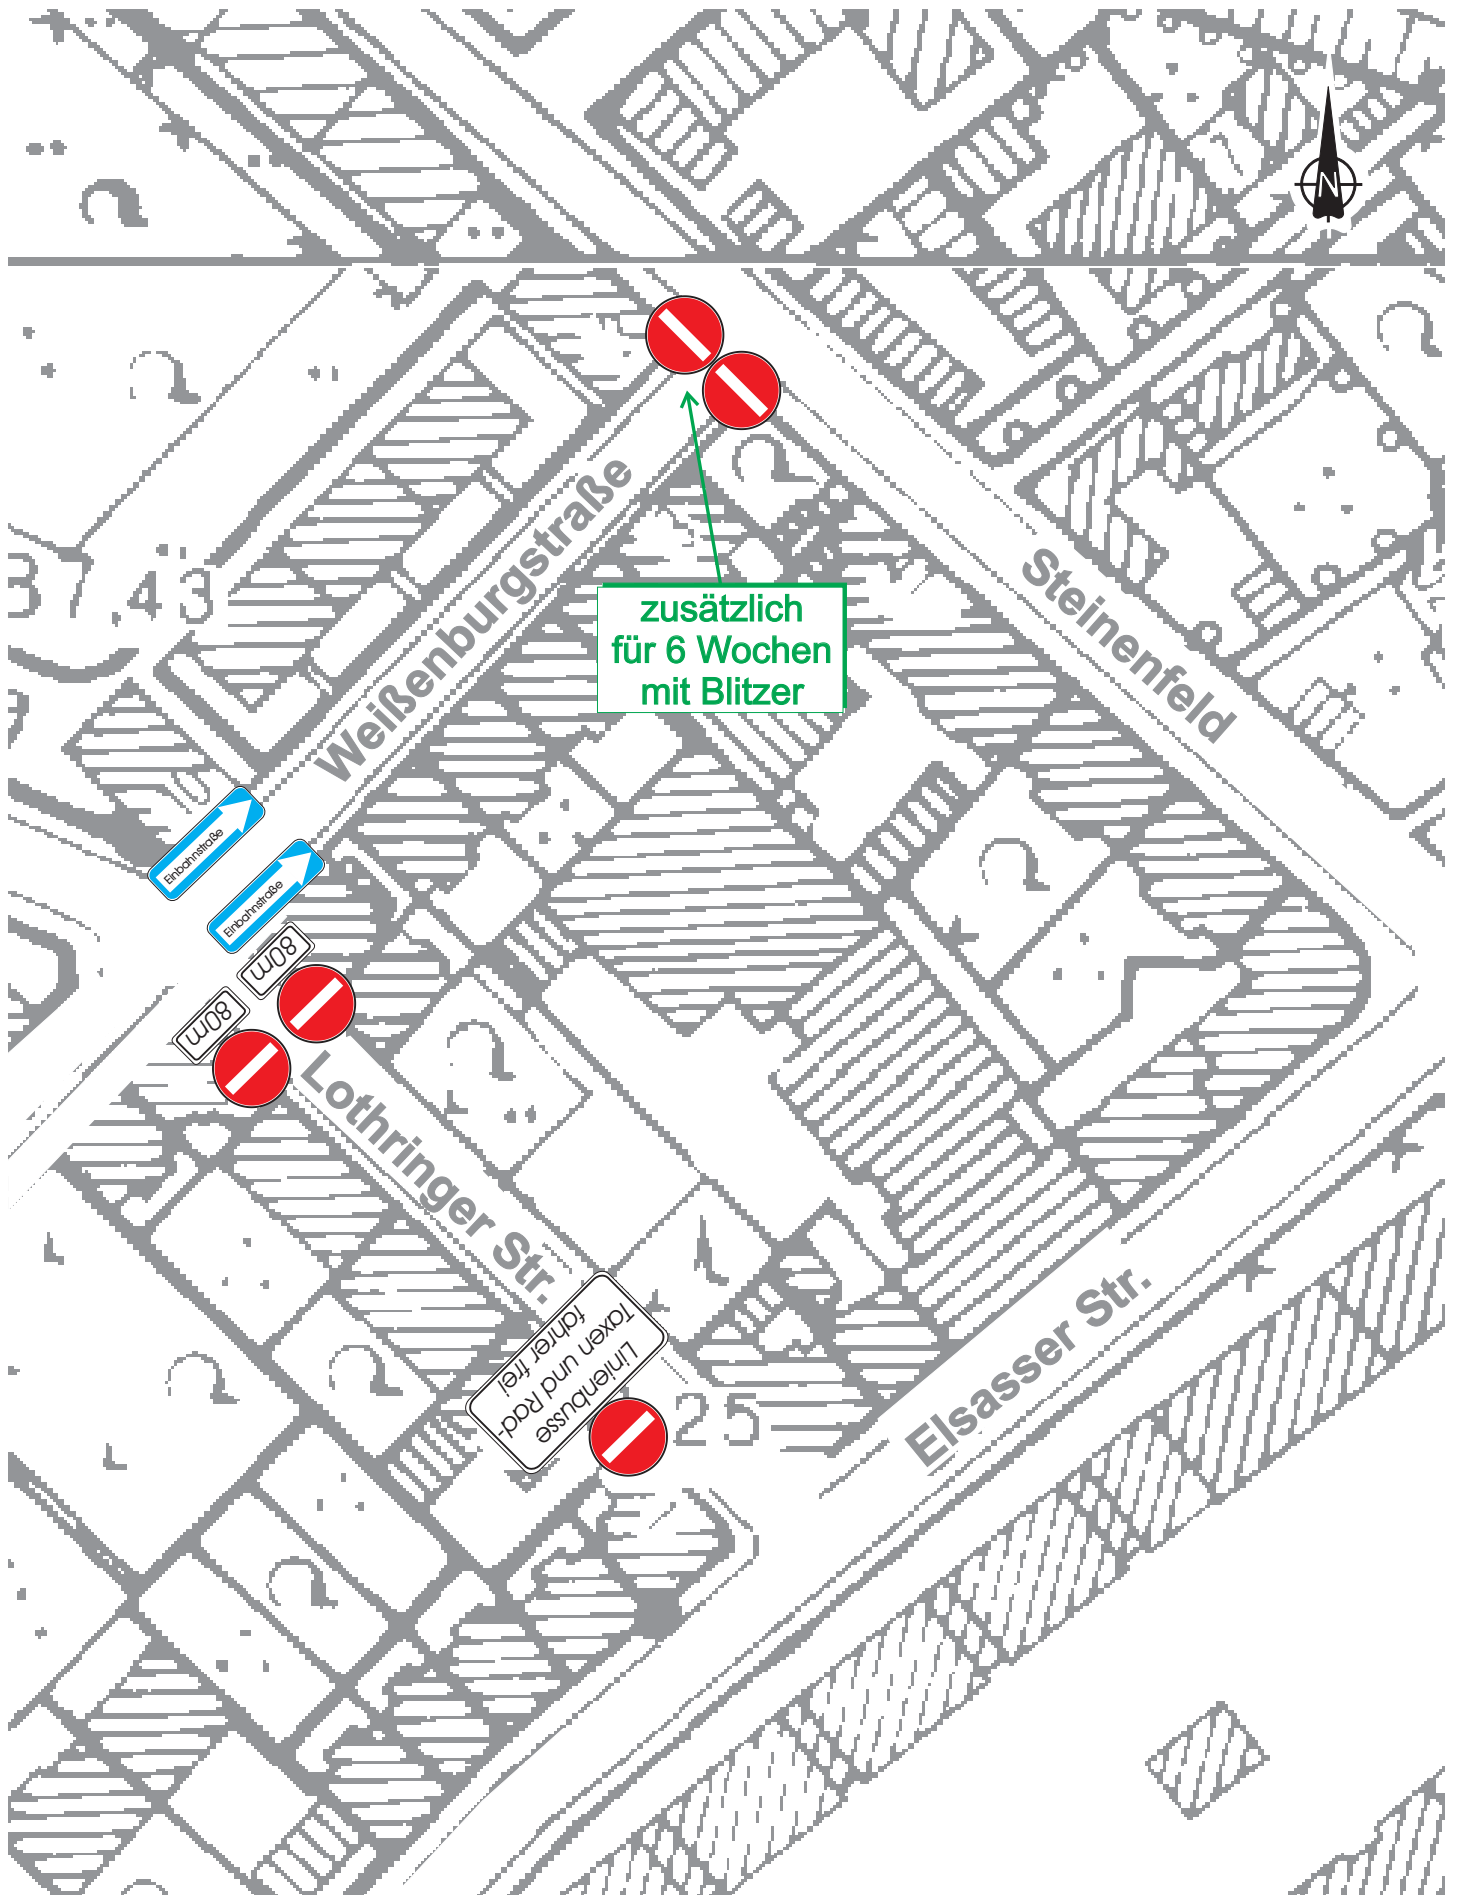 N
Weißenburgstraße
Steinenfeld
37.43
zusätzlich
für 6 Wochen
mit Blitzer
Einbahnstraße
Einbahnstraße
80m
80m
Lothringer Str.
Linienbusse
Taxen und Rad-
fahrer frei
25
Elsasser Str.